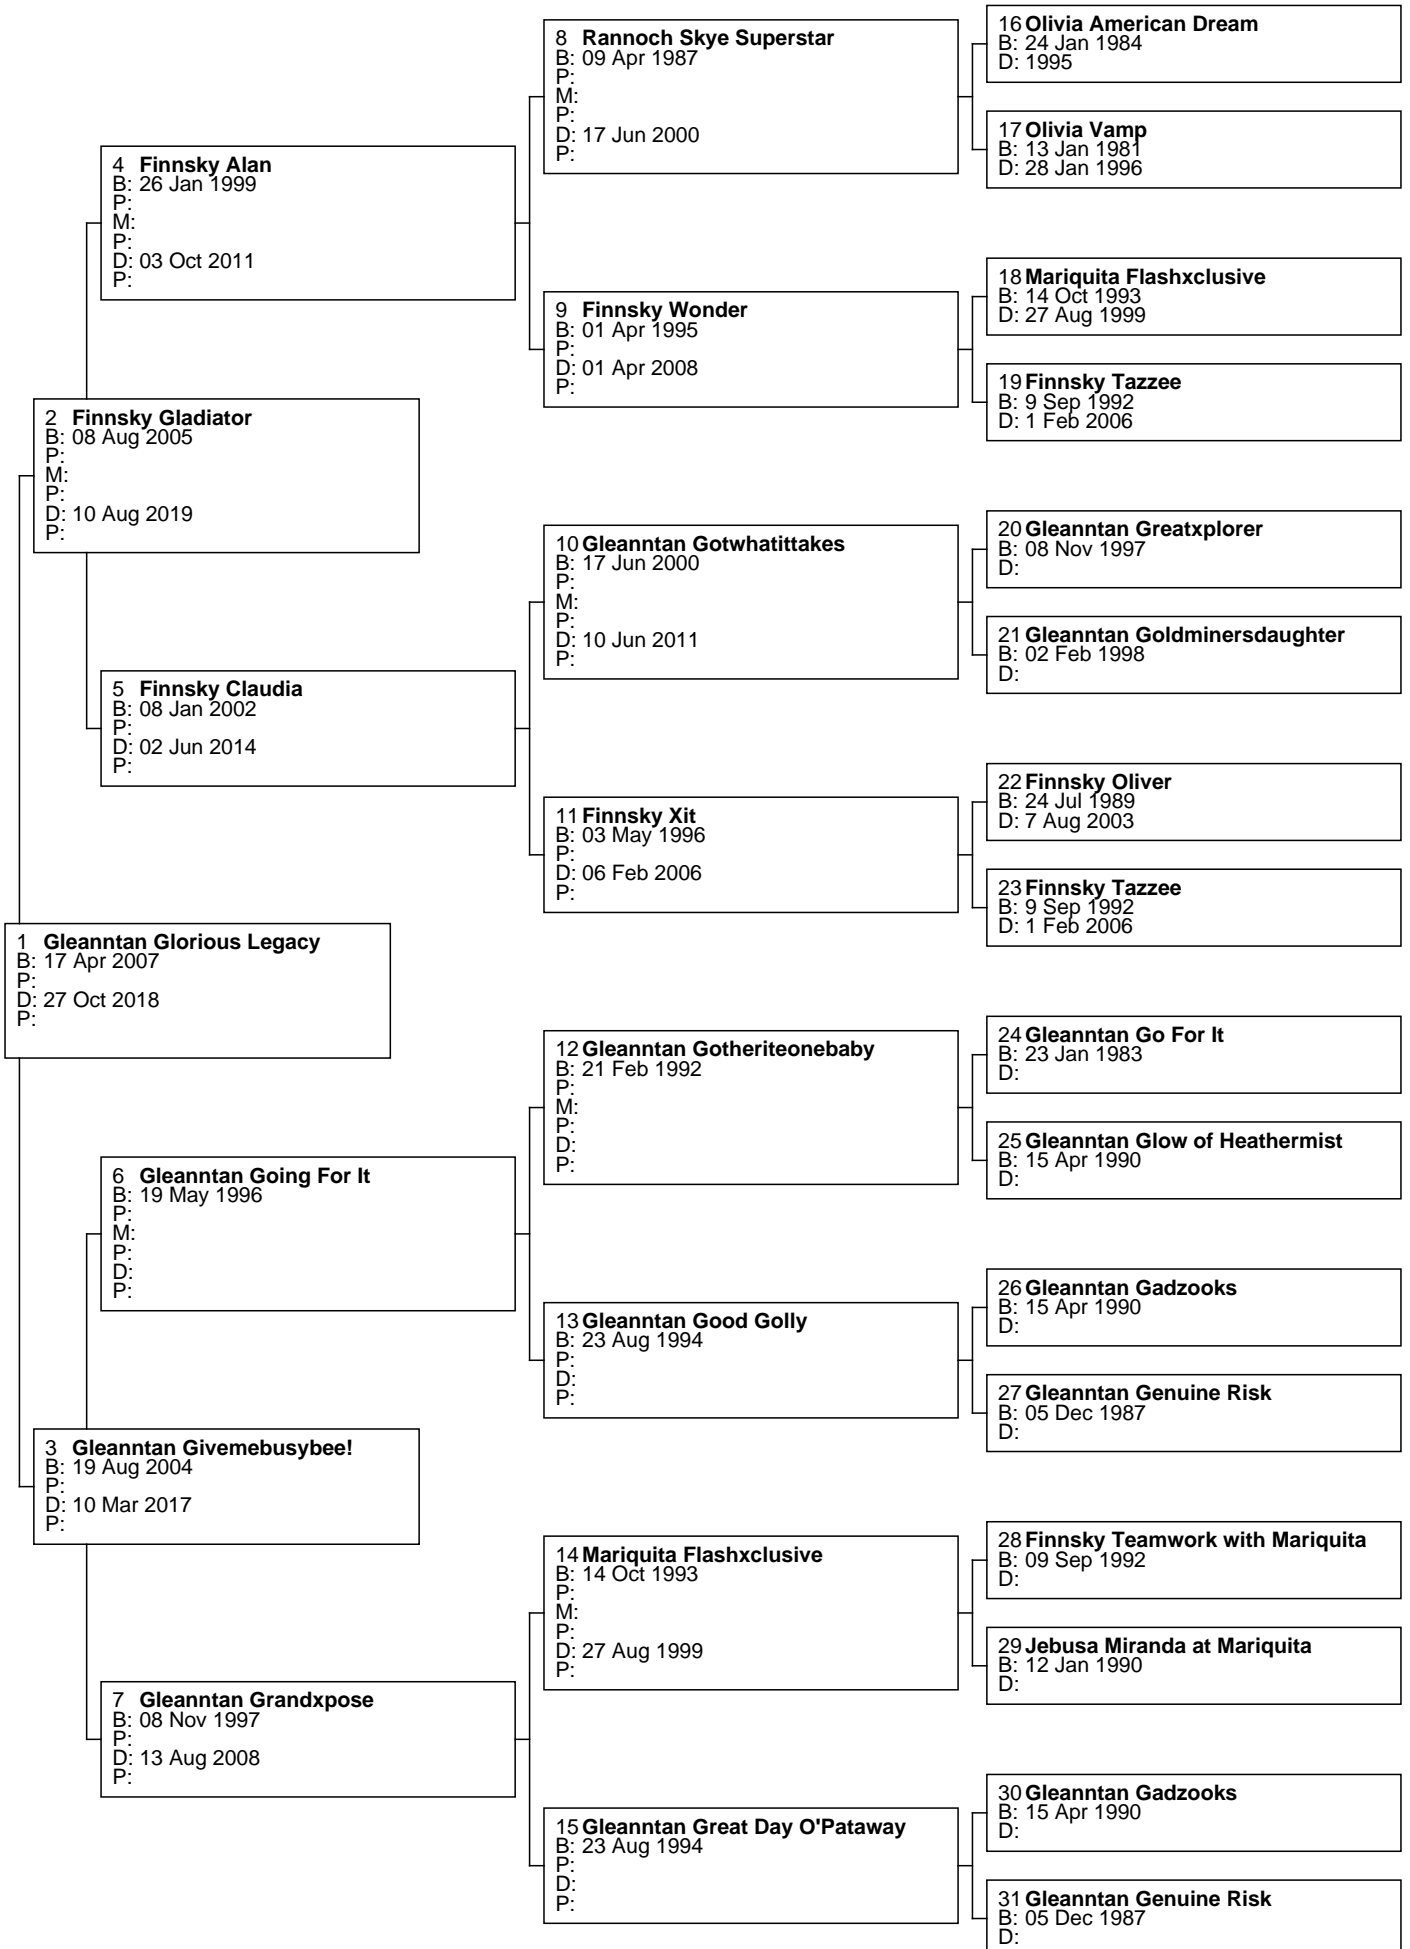 1 Gleanntan Glorious Legacy
B: 17 Apr 2007
P:
D: 27 Oct 2018
P:
2 Finnsky Gladiator
B: 08 Aug 2005
P:
M:
P:
D: 10 Aug 2019
P:
3 Gleanntan Givemebusybee!
B: 19 Aug 2004
P:
D: 10 Mar 2017
P:
4 Finnsky Alan
B: 26 Jan 1999
P:
M:
P:
D: 03 Oct 2011
P:
5 Finnsky Claudia
B: 08 Jan 2002
P:
D: 02 Jun 2014
P:
6 Gleanntan Going For It
B: 19 May 1996
P:
M:
P:
D:
P:
7 Gleanntan Grandxpose
B: 08 Nov 1997
P:
D: 13 Aug 2008
P:
8 Rannoch Skye Superstar
B: 09 Apr 1987
P:
M:
P:
D: 17 Jun 2000
P:
9 Finnsky Wonder
B: 01 Apr 1995
P:
D: 01 Apr 2008
P:
10 Gleanntan Gotwhatittakes
B: 17 Jun 2000
P:
M:
P:
D: 10 Jun 2011
P:
11 Finnsky Xit
B: 03 May 1996
P:
D: 06 Feb 2006
P:
12 Gleanntan Gotheriteonebaby
B: 21 Feb 1992
P:
M:
P:
D:
P:
13 Gleanntan Good Golly
B: 23 Aug 1994
P:
D:
P:
14 Mariquita Flashxclusive
B: 14 Oct 1993
P:
M:
P:
D: 27 Aug 1999
P:
15 Gleanntan Great Day O'Pataway
B: 23 Aug 1994
P:
D:
P:
16 Olivia American Dream
B: 24 Jan 1984
D: 1995
17 Olivia Vamp
B: 13 Jan 1981
D: 28 Jan 1996
18 Mariquita Flashxclusive
B: 14 Oct 1993
D: 27 Aug 1999
19 Finnsky Tazzee
B: 9 Sep 1992
D: 1 Feb 2006
20 Gleanntan Greatxplorer
B: 08 Nov 1997
D:
21 Gleanntan Goldminersdaughter
B: 02 Feb 1998
D:
22 Finnsky Oliver
B: 24 Jul 1989
D: 7 Aug 2003
23 Finnsky Tazzee
B: 9 Sep 1992
D: 1 Feb 2006
24 Gleanntan Go For It
B: 23 Jan 1983
D:
25 Gleanntan Glow of Heathermist
B: 15 Apr 1990
D:
26 Gleanntan Gadzooks
B: 15 Apr 1990
D:
27 Gleanntan Genuine Risk
B: 05 Dec 1987
D:
28 Finnsky Teamwork with Mariquita
B: 09 Sep 1992
D:
29 Jebusa Miranda at Mariquita
B: 12 Jan 1990
D:
30 Gleanntan Gadzooks
B: 15 Apr 1990
D:
31 Gleanntan Genuine Risk
B: 05 Dec 1987
D: